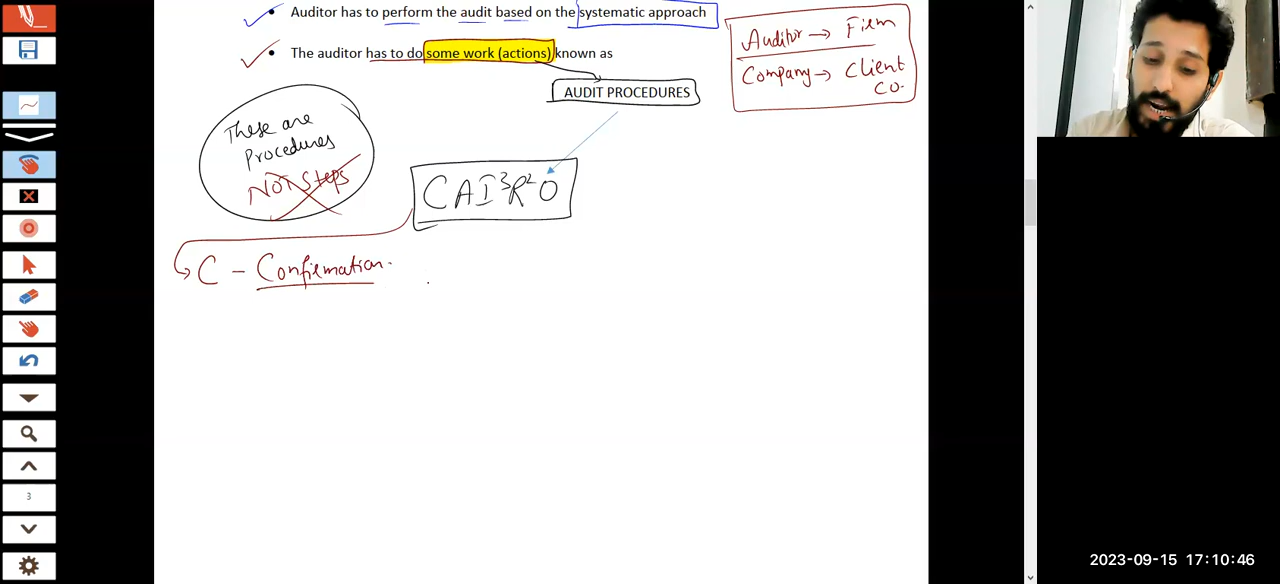 Auditor has to perform the audit based on the systematic approach
The auditor has to do some work (actions) known as
AUDIT PROCEDURES
Auditor → Firm
Company → Client
Co.
These are
Procedures
NOT Steps
CAI³R²O
C - Confirmation.
3
2023-09-15 17:10:46